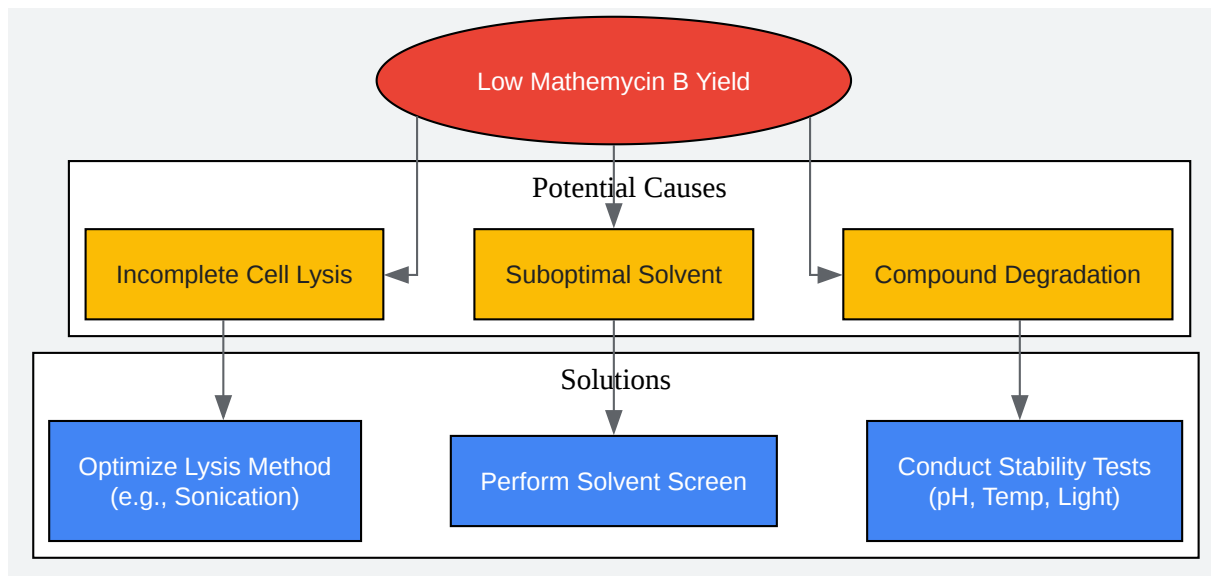 Low Mathemycin B Yield
Potential Causes
Incomplete Cell Lysis
Suboptimal Solvent
Compound Degradation
Solutions
Optimize Lysis Method
(e.g., Sonication)
Perform Solvent Screen
Conduct Stability Tests
(pH, Temp, Light)